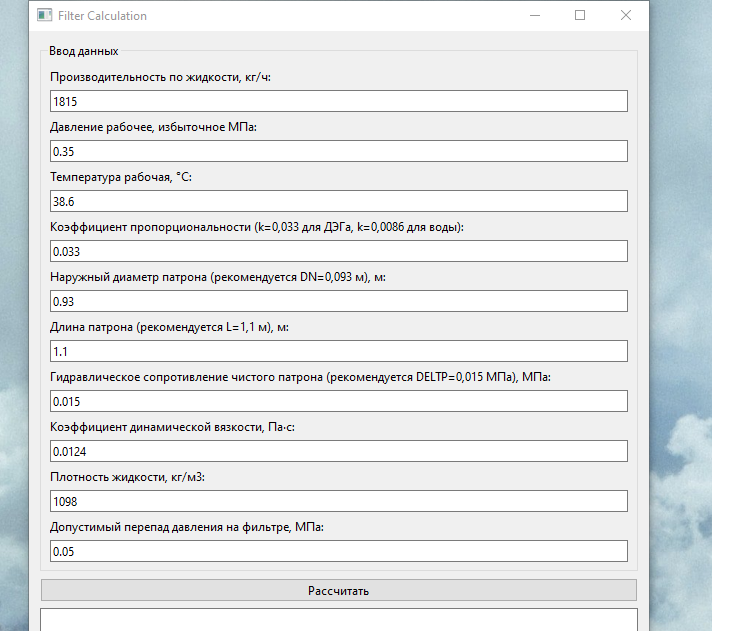 Filter Calculation
Ввод данных
Производительность по жидкости, кг/ч:
1815
Давление рабочее, избыточное МПа:
0.35
Температура рабочая, °C:
38.6
Коэффициент пропорциональности (k=0,033 для ДЭГа, k=0,0086 для воды):
0.033
Наружный диаметр патрона (рекомендуется DN=0,093 м), м:
0.93
Длина патрона (рекомендуется L=1,1 м), м:
1.1
Гидравлическое сопротивление чистого патрона (рекомендуется DELTP=0,015 МПа), МПа:
0.015
Коэффициент динамической вязкости, Па·с:
0.0124
Плотность жидкости, кг/м3:
1098
Допустимый перепад давления на фильтре, МПа:
0.05
Рассчитать